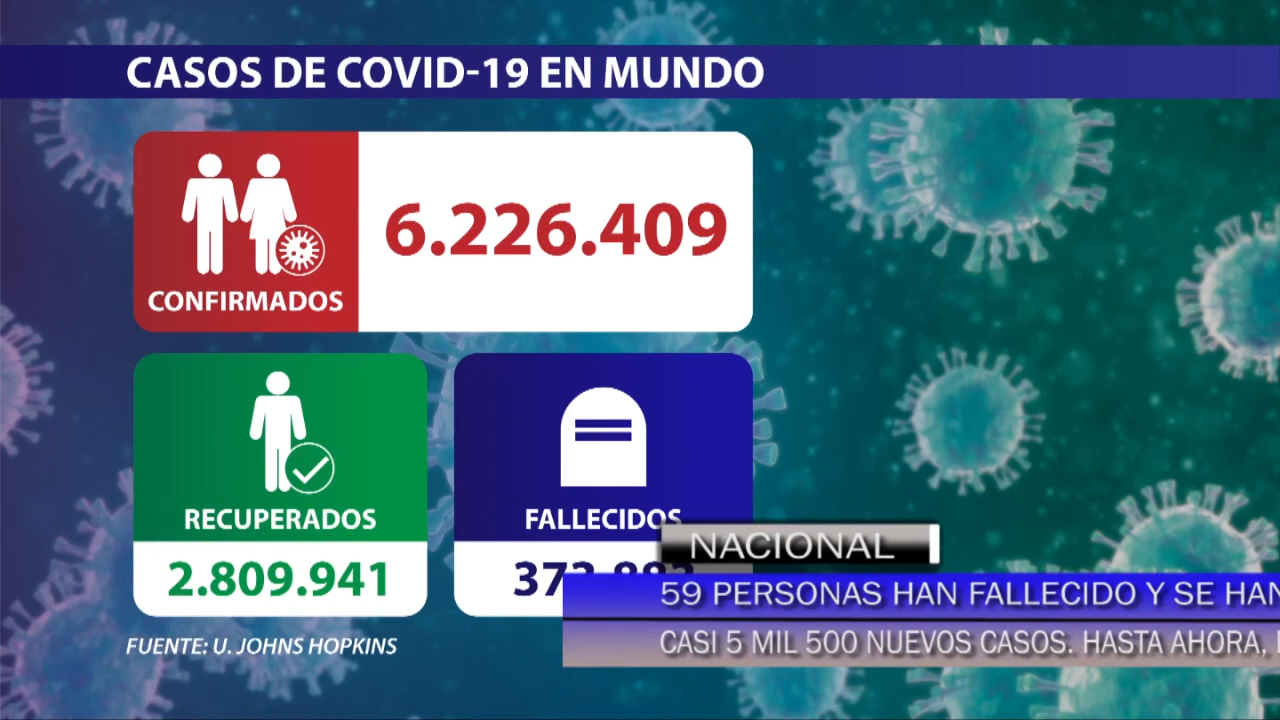 CASOS DE COVID-19 EN MUNDO
6.226.409
CONFIRMADOS
RECUPERADOS
FALLECIDOS
2.809.941
NACIONAL
59 PERSONAS HAN FALLECIDO Y SE HAN
CASI 5 MIL 500 NUEVOS CASOS. HASTA AHORA,
FUENTE: U. JOHNS HOPKINS